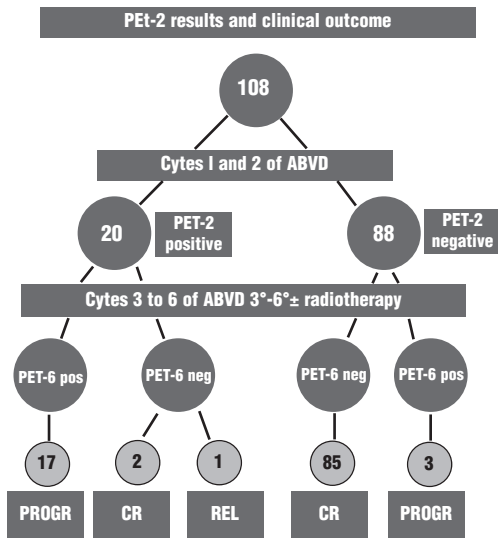 PEt-2 results and clinical outcome
108
Cytes I and 2 of ABVD
20
PET-2
positive
88
PET-2
negative
Cytes 3 to 6 of ABVD 3°-6°± radiotherapy
PET-6 pos
PET-6 neg
PET-6 neg
PET-6 pos
17
2
1
85
3
PROGR
CR
REL
CR
PROGR